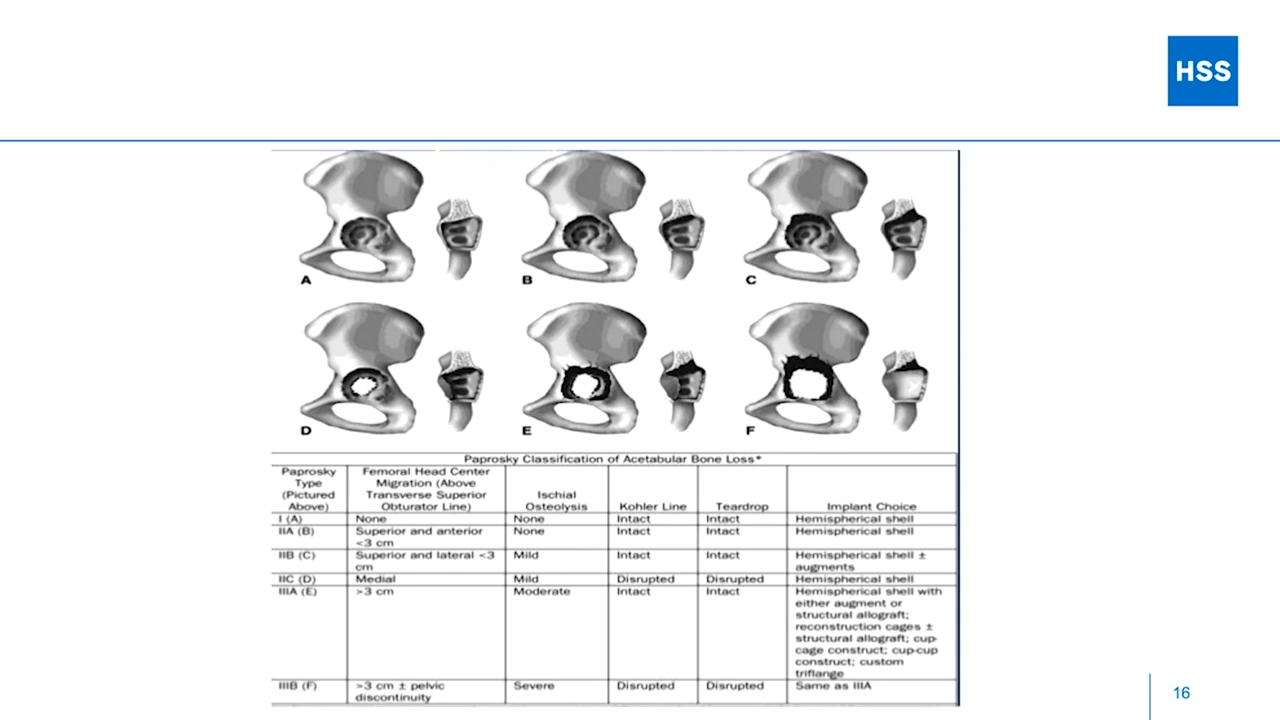 HSS
A
B
C
D
E
F
Paprosky Classification of Acetabular Bone Loss*
Paprosky Type (Pictured Above) Femoral Head Center Migration (Above Transverse Superior Obturator Line) Ischial Osteolysis Kohler Line Teardrop Implant Choice
I (A) None None Intact Intact Hemispherical shell
IIA (B) Superior and anterior <3 cm None Intact Intact Hemispherical shell
IIB (C) Superior and lateral <3 cm Mild Intact Intact Hemispherical shell ± augments
IIC (D) Medial Mild Disrupted Disrupted Hemispherical shell
IIIA (E) >3 cm Moderate Intact Intact Hemispherical shell with either augment or structural allograft; reconstruction cages ± structural allograft; cup-cage construct; cup-cup construct; custom triflange
IIIB (F) >3 cm ± pelvic discontinuity Severe Disrupted Disrupted Same as IIIA
16